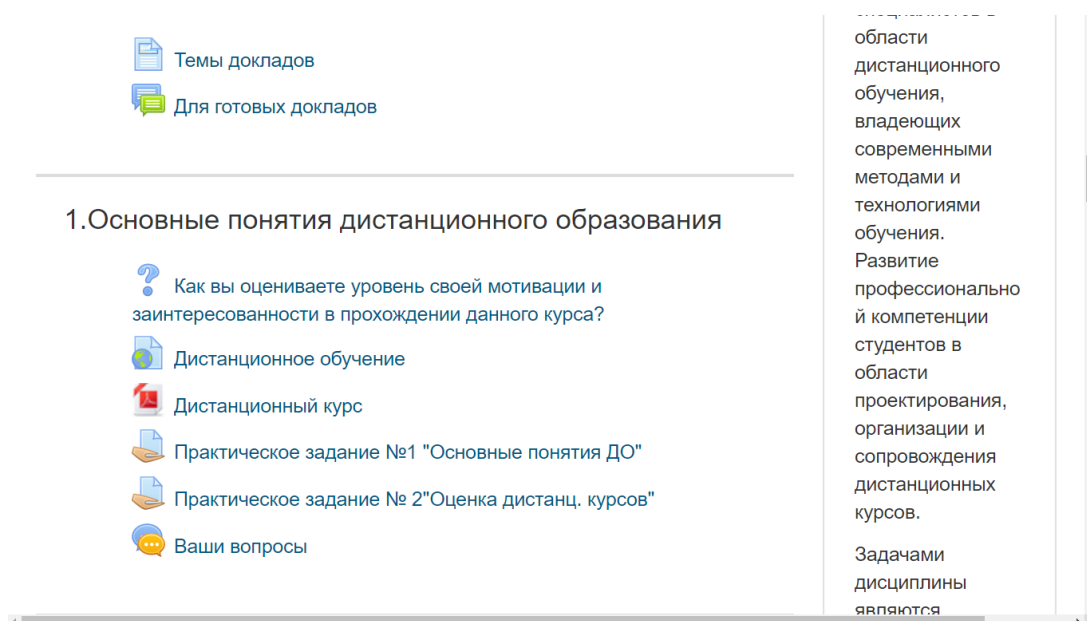 Темы докладов
Для готовых докладов
1.Основные понятия дистанционного образования
Как вы оцениваете уровень своей мотивации и
заинтересованности в прохождении данного курса?
Дистанционное обучение
Дистанционный курс
Практическое задание №1 "Основные понятия ДО"
Практическое задание № 2"Оценка дистанц. курсов"
Ваши вопросы
области
дистанционного
обучения,
владеющих
современными
методами и
технологиями
обучения.
Развитие
профессионально
й компетенции
студентов в
области
проектирования,
организации и
сопровождения
дистанционных
курсов.
Задачами
дисциплины
являются